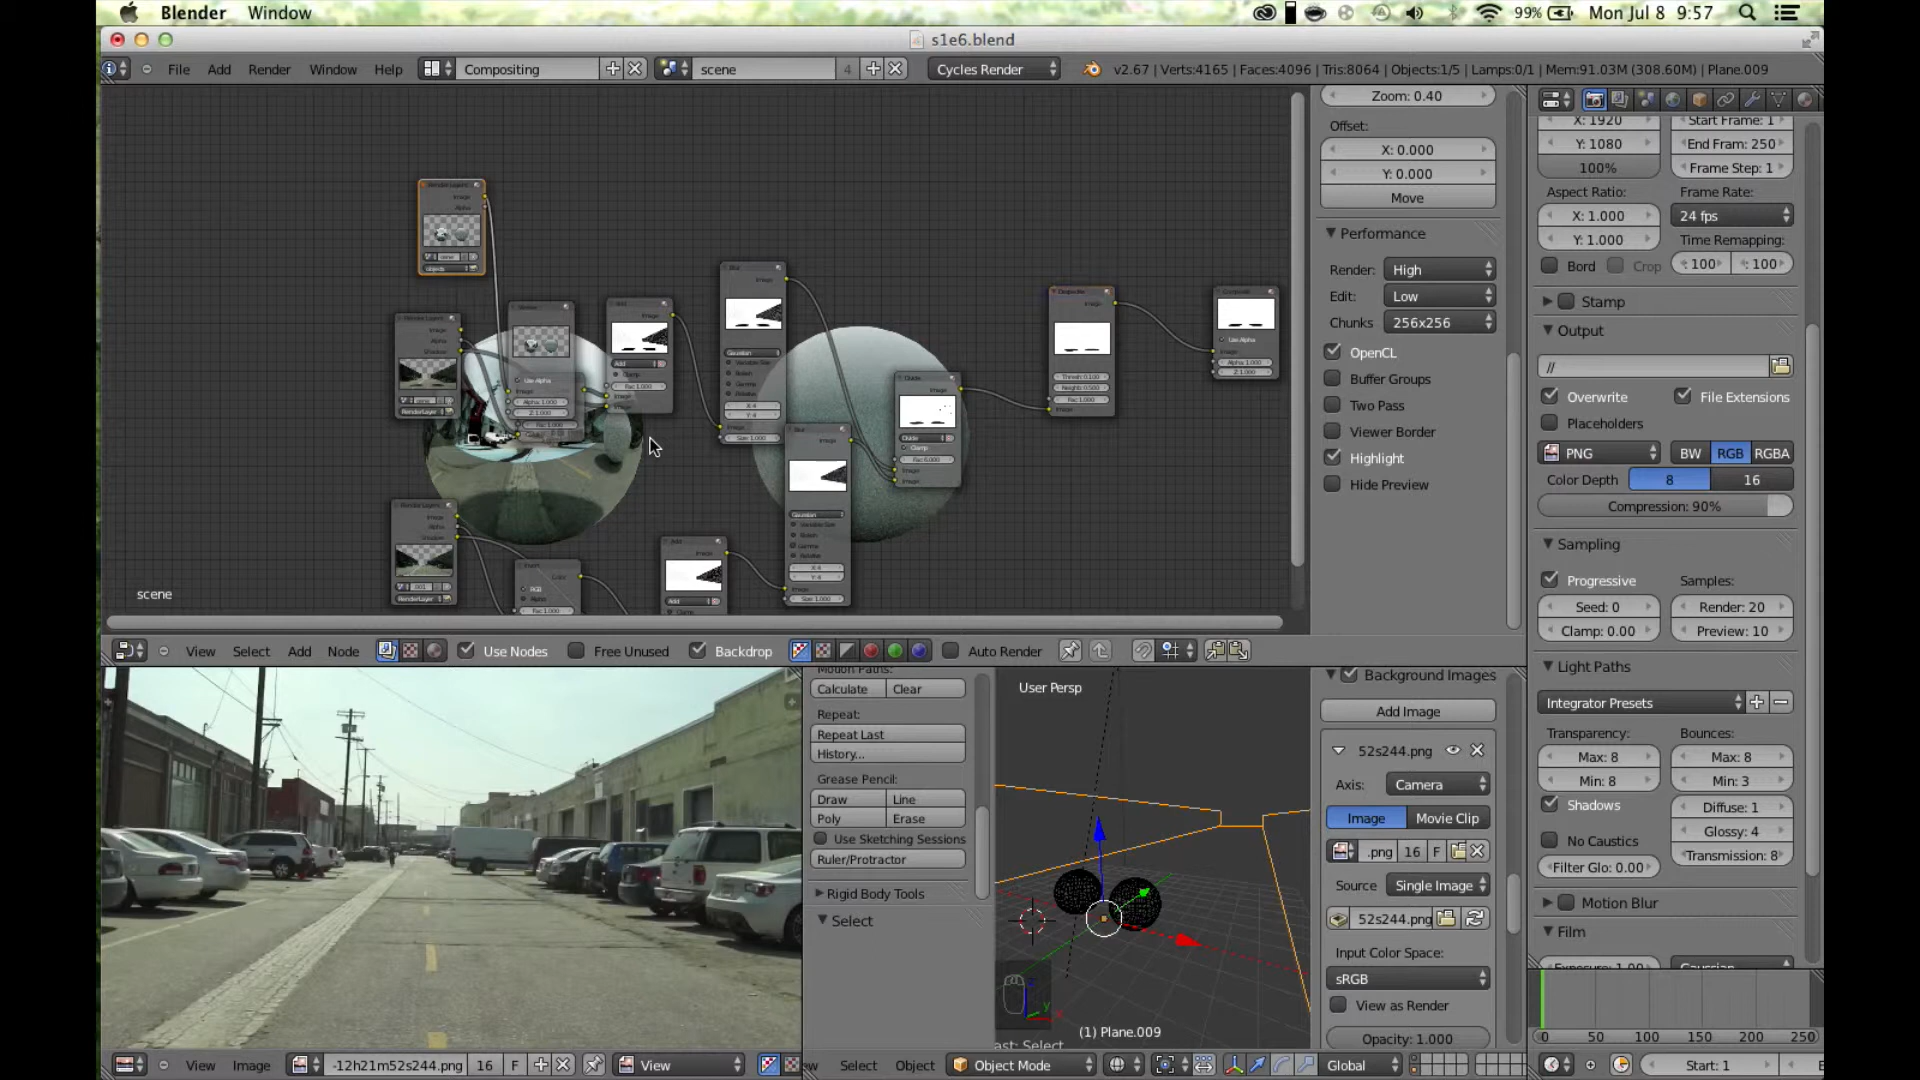 Blender Window 99% Mon Jul 8 9:57
s1e6.blend
File Add Render Window Help Compositing scene 4 Cycles Render v2.67 | Verts:4165 | Faces:4096 | Tris:8064 | Objects:1/5 | Lamps:0/1 | Mem:91.03M (308.60M) | Plane.009
Zoom: 0.40
Offset:
X: 0.000
Y: 0.000
Move
Performance
Render: High
Edit: Low
Chunks: 256x256
OpenCL
Buffer Groups
Two Pass
Viewer Border
Highlight
Hide Preview
X: 1920 Start Frame: 1
Y: 1080 End Fram: 250
100% Frame Step: 1
Aspect Ratio: Frame Rate:
X: 1.000 24 fps
Y: 1.000 Time Remapping:
Bord Crop : 100 : 100
Stamp
Output
//
Overwrite File Extensions
Placeholders
PNG BW RGB RGBA
Color Depth 8 16
Compression: 90%
Sampling
Progressive Samples:
Seed: 0 Render: 20
Clamp: 0.00 Preview: 10
Light Paths
Integrator Presets
Transparency: Bounces:
Max: 8 Max: 8
Min: 8 Min: 3
Shadows Diffuse: 1
No Caustics Glossy: 4
Filter Glo: 0.00 Transmission: 8
Motion Blur
Film
Exposure: 1.00 Gaussian
0 50 100 150 200 250
Start: 1
scene
View Select Add Node Use Nodes Free Unused Backdrop Auto Render
Motion Paths:
Calculate Clear
Repeat:
Repeat Last
History...
Grease Pencil:
Draw Line
Poly Erase
Use Sketching Sessions
Ruler/Protractor
Rigid Body Tools
Select
User Persp
(1) Plane.009
ast: Select
Background Images
Add Image
52s244.png
Axis: Camera
Image Movie Clip
.png 16 F
Source Single Image
52s244.png
Input Color Space:
sRGB
View as Render
Opacity: 1.000
View Image -12h21m52s244.png 16 F View
Select Object Object Mode Global